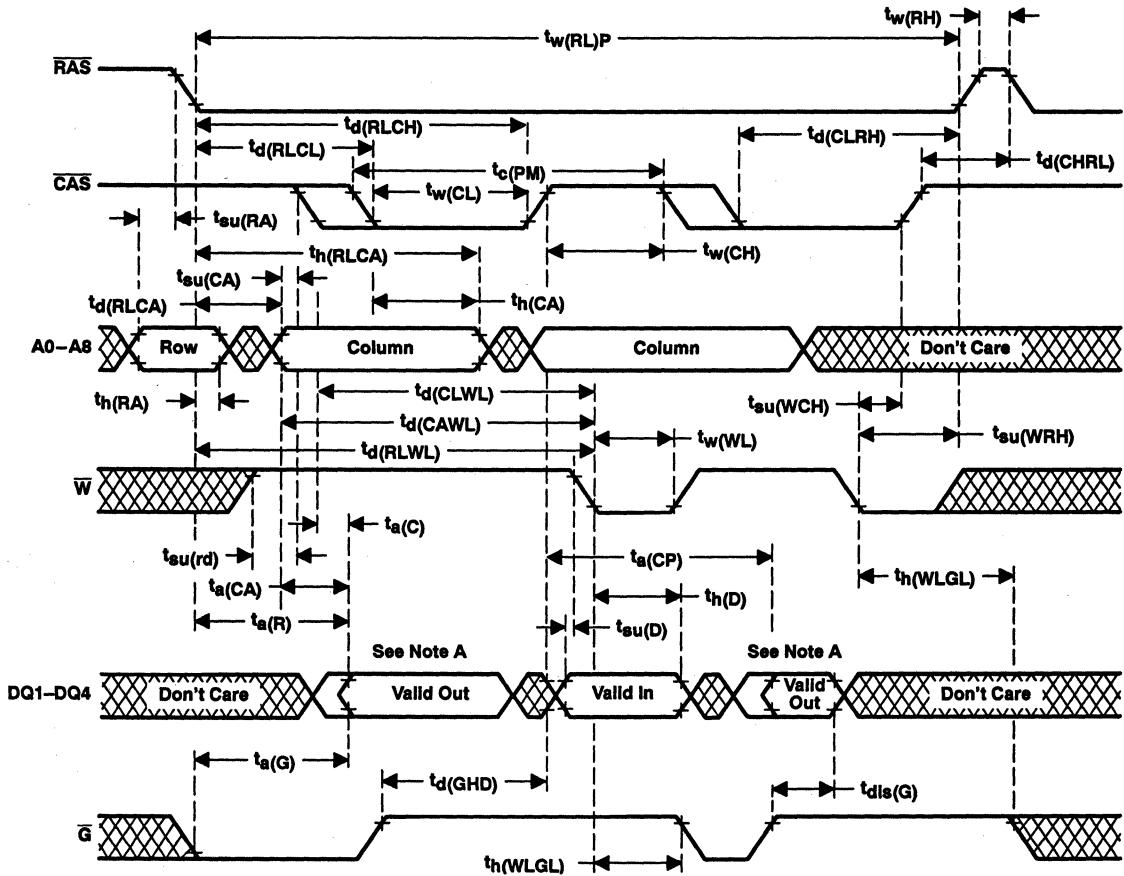 tw(RH)
tw(RL)P
RAS
td(RLCH)
td(CLRH)
td(RLCL)
tc(PM)
td(CHRL)
CAS
tw(CL)
tsu(RA)
th(RLCA)
tw(CH)
tsu(CA)
td(RLCA)
th(CA)
A0–A8 Row Column Column Don't Care
td(CLWL)
th(RA)
tsu(WCH)
td(CAWL)
tw(WL)
tsu(WRH)
td(RLWL)
W
ta(C)
tsu(rd)
ta(CP)
ta(CA)
th(WLGL)
th(D)
ta(R)
tsu(D)
See Note A See Note A
DQ1–DQ4 Don't Care Valid Out Valid In Valid Out Don't Care
ta(G)
td(GHD)
tdis(G)
G
th(WLGL)